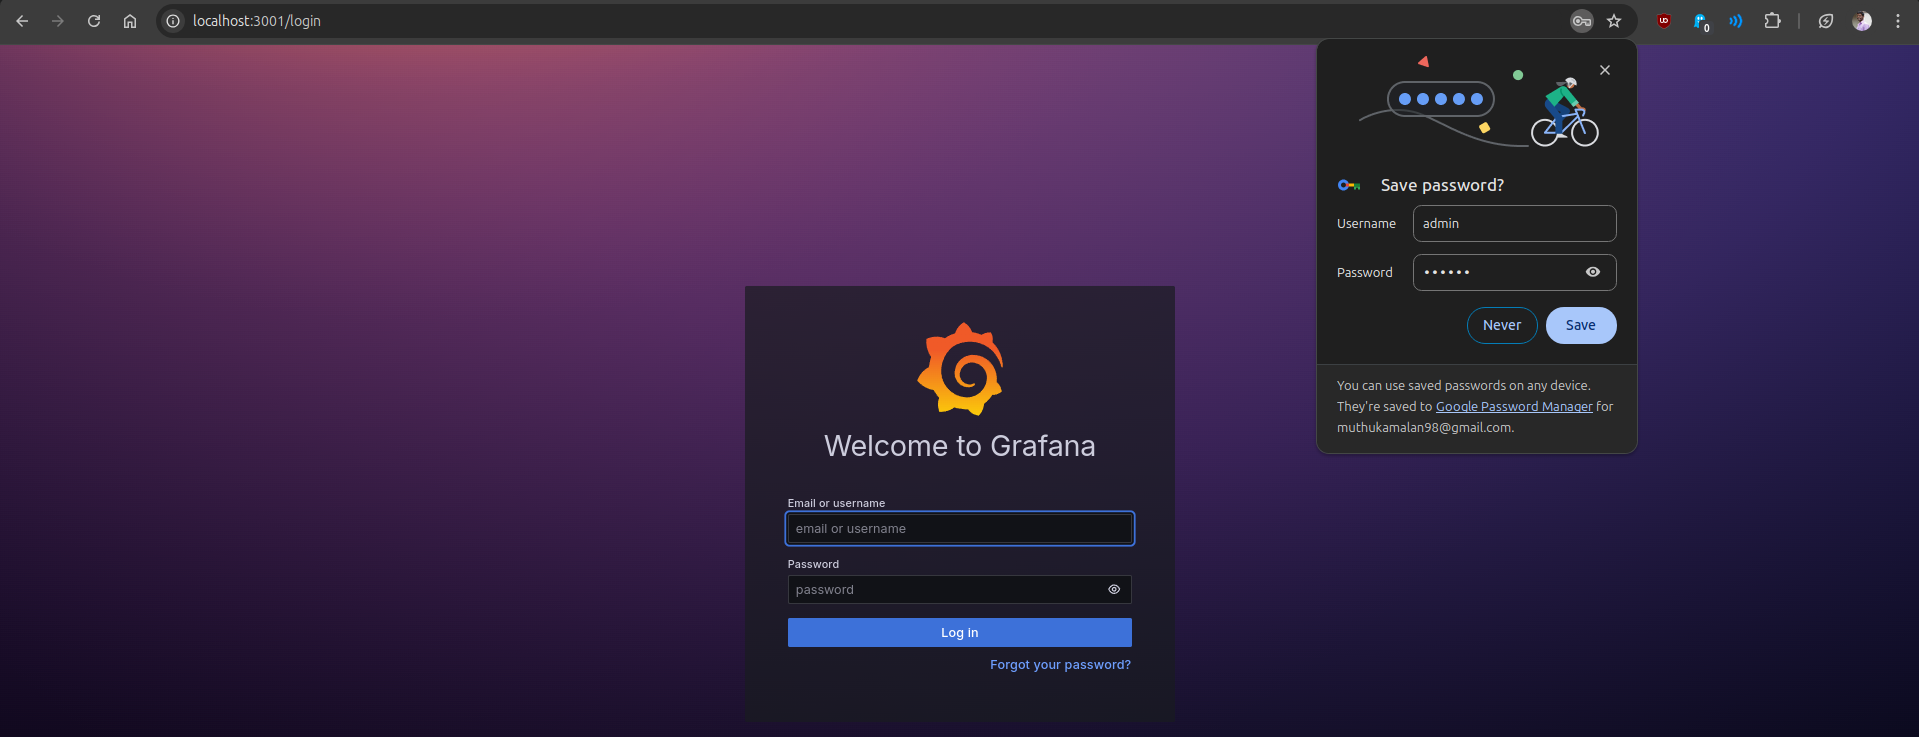 localhost:3001/login
0
Save password?
Username admin
Password ••••••
Never Save
You can use saved passwords on any device.
They're saved to Google Password Manager for
muthukamalan98@gmail.com.
Welcome to Grafana
Email or username
email or username
Password
password
Log in
Forgot your password?